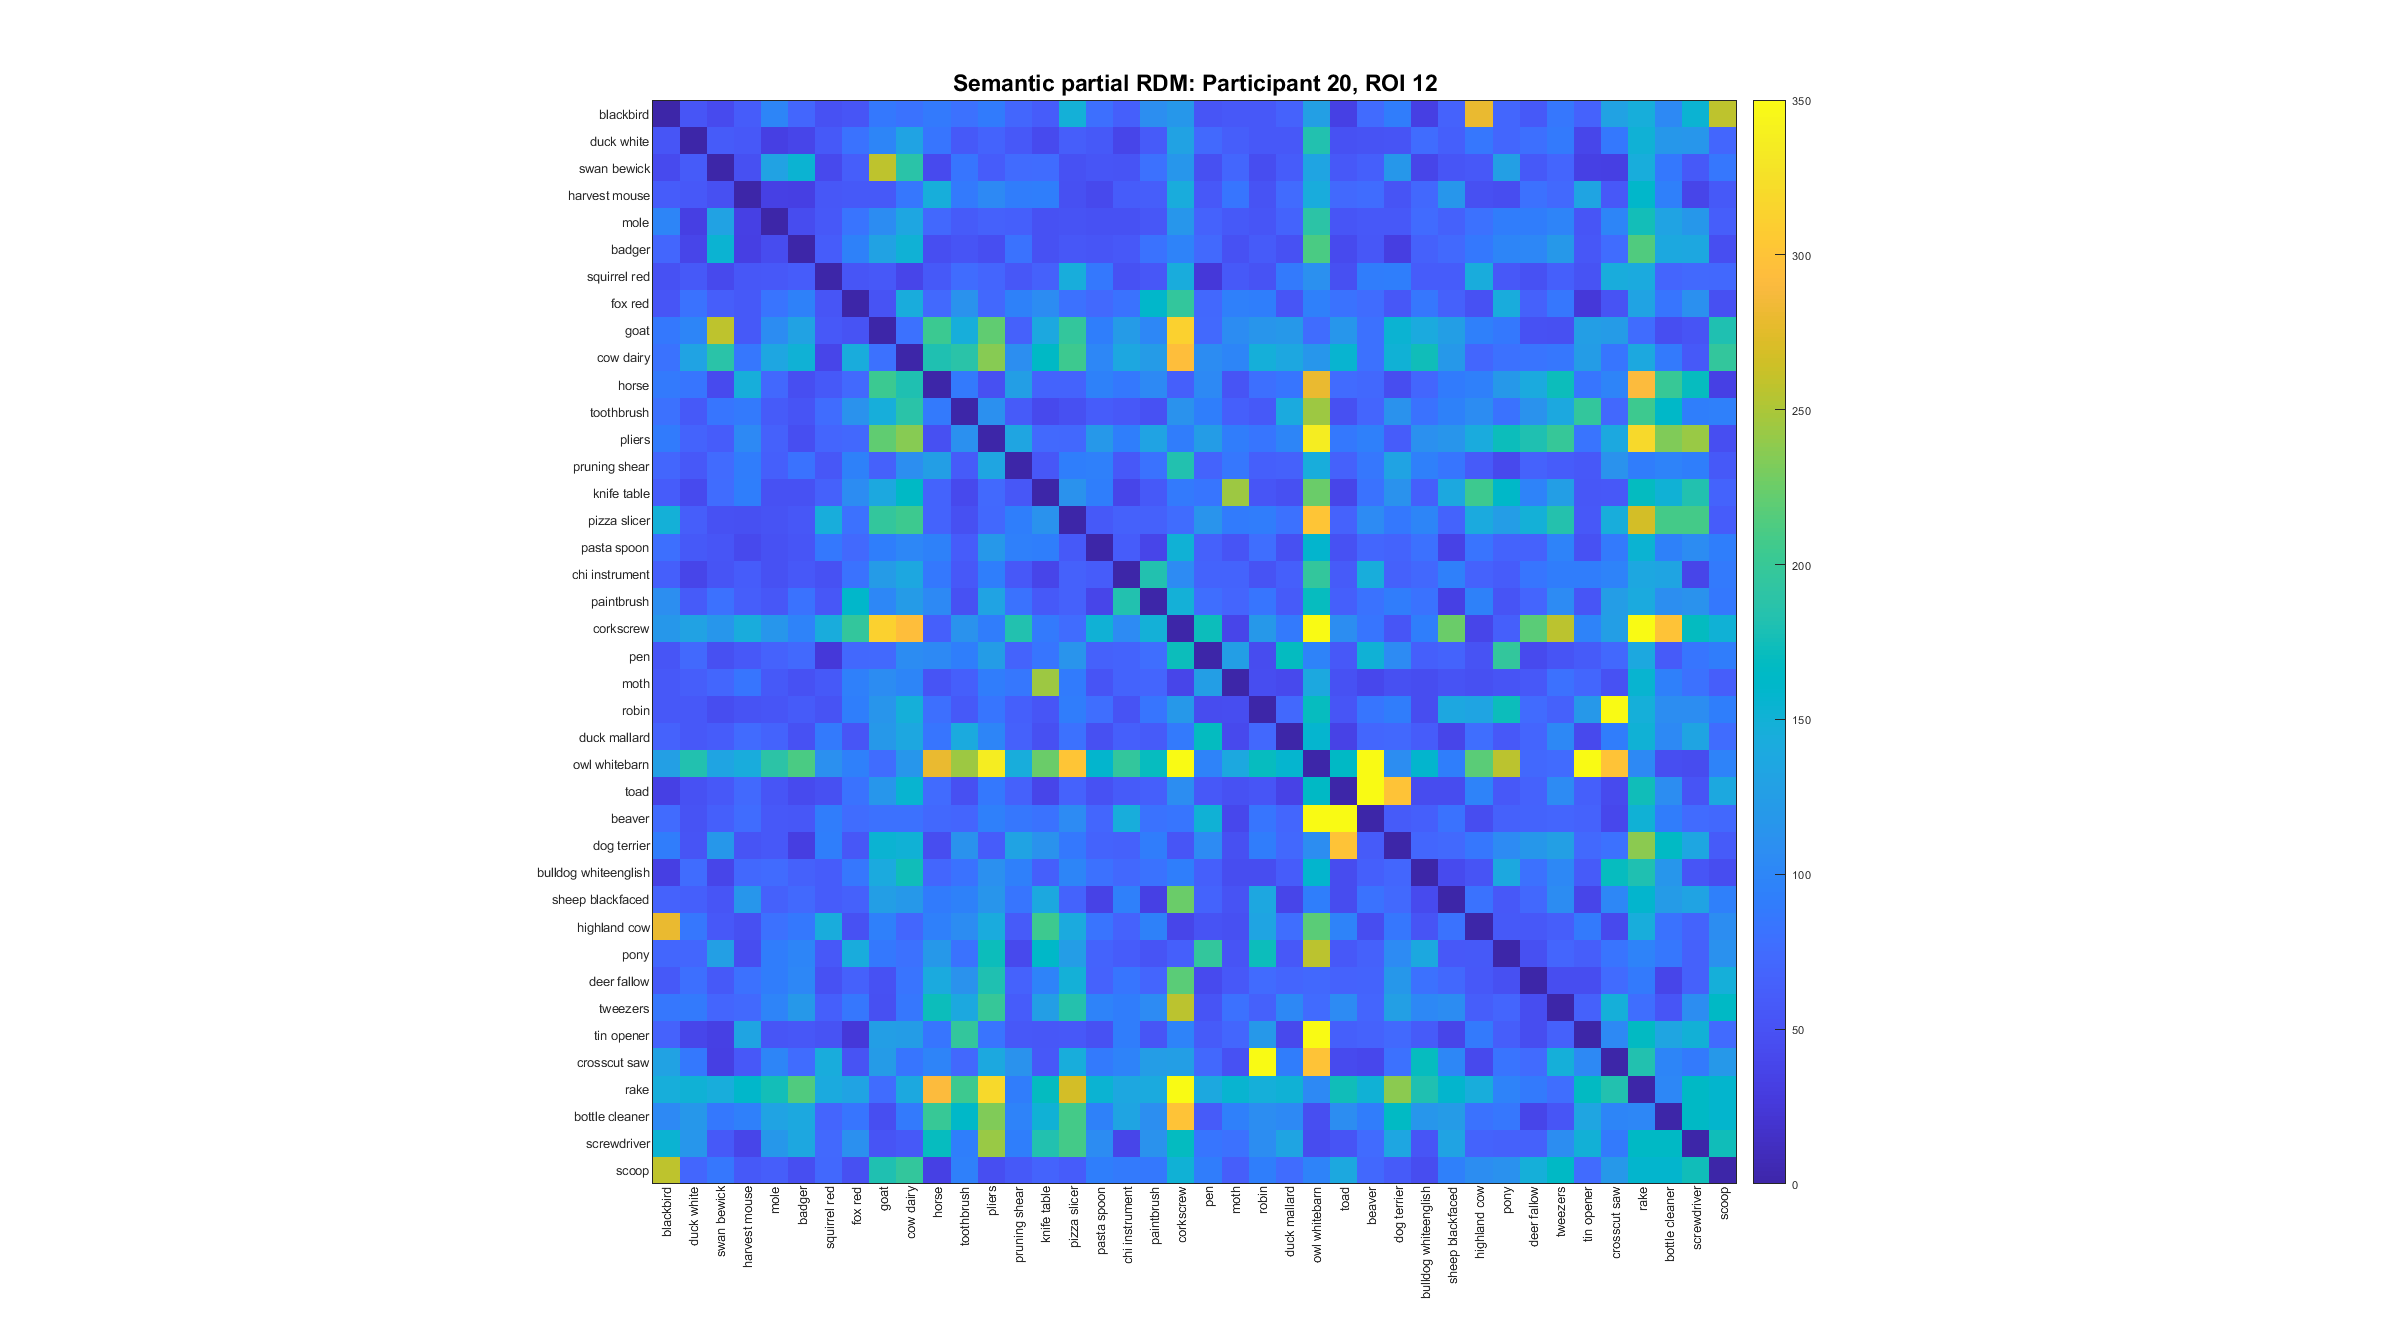 Semantic partial RDM: Participant 20, ROI 12
blackbird
duck white
swan bewick
harvest mouse
mole
badger
squirrel red
fox red
goat
cow dairy
horse
toothbrush
pliers
pruning shear
knife table
pizza slicer
pasta spoon
chi instrument
paintbrush
corkscrew
pen
moth
robin
duck mallard
owl whitebarn
toad
beaver
dog terrier
bulldog whiteenglish
sheep blackfaced
highland cow
pony
deer fallow
tweezers
tin opener
crosscut saw
rake
bottle cleaner
screwdriver
scoop
blackbird
duck white
swan bewick
harvest mouse
mole
badger
squirrel red
fox red
goat
cow dairy
horse
toothbrush
pliers
pruning shear
knife table
pizza slicer
pasta spoon
chi instrument
paintbrush
corkscrew
pen
moth
robin
duck mallard
owl whitebarn
toad
beaver
dog terrier
bulldog whiteenglish
sheep blackfaced
highland cow
pony
deer fallow
tweezers
tin opener
crosscut saw
rake
bottle cleaner
screwdriver
scoop
350
300
250
200
150
100
50
0